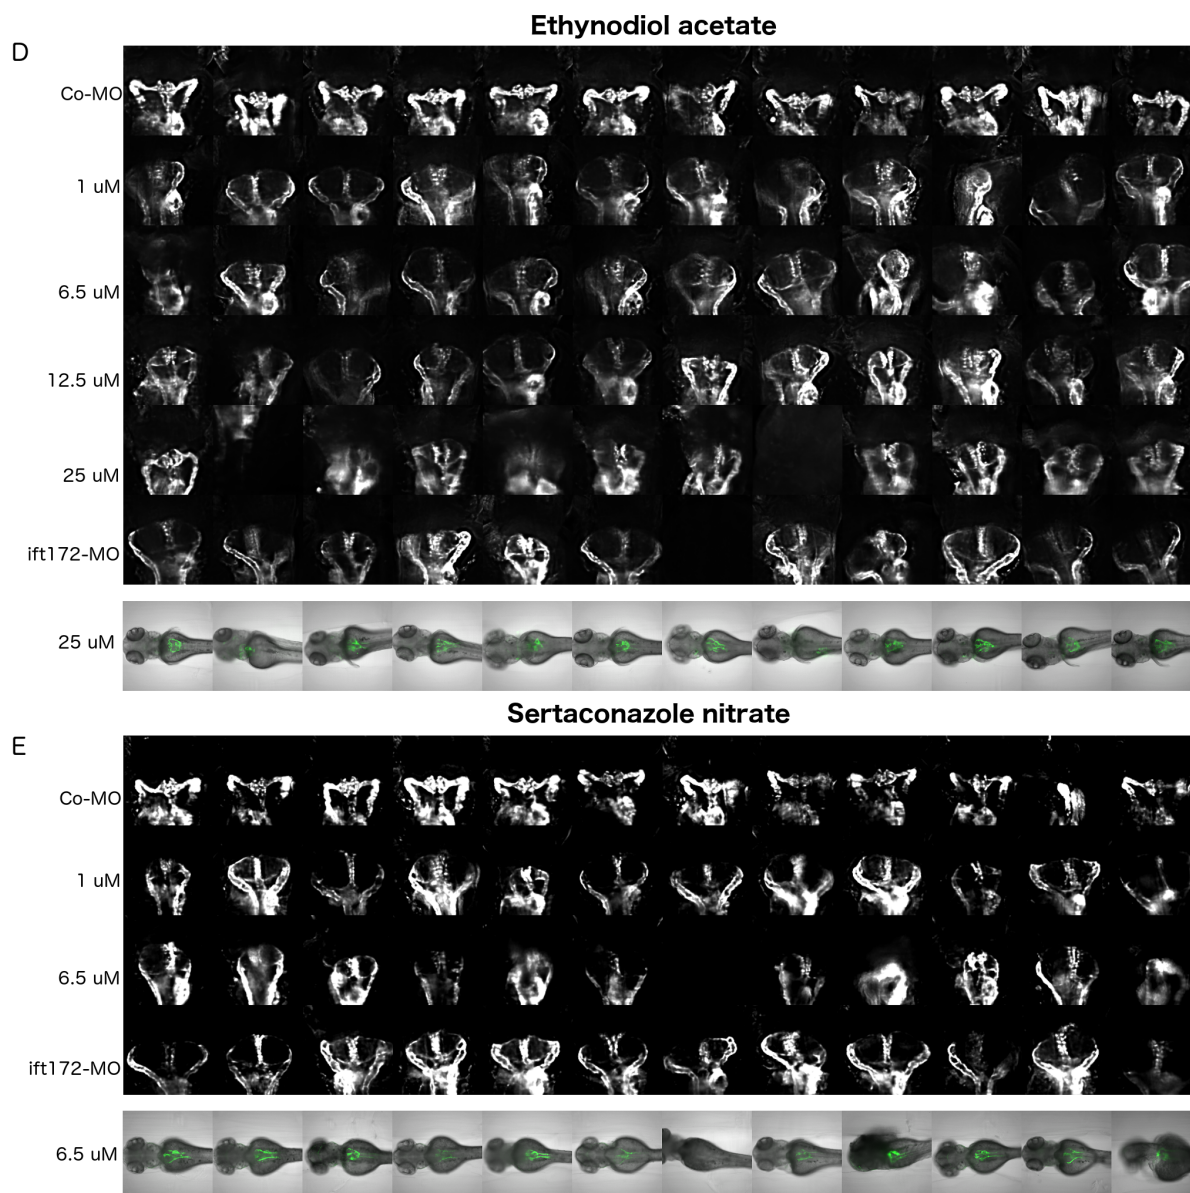 Ethynodiol acetate
D
Co-MO
1 uM
6.5 uM
12.5 uM
25 uM
ift172-MO
25 uM
Sertaconazole nitrate
E
Co-MO
1 uM
6.5 uM
ift172-MO
6.5 uM